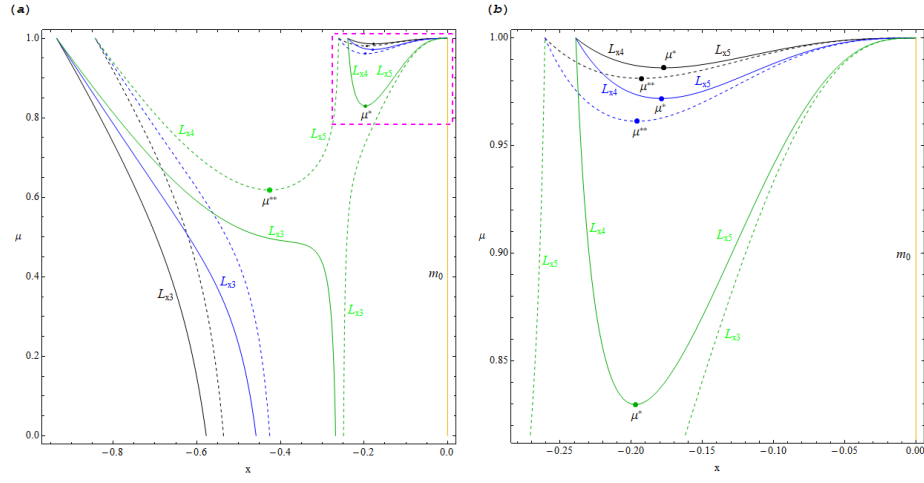 (a)
1.0
0.8
0.6
0.4
0.2
0.0
μ
−0.8
−0.6
−0.4
−0.2
0.0
x
Lx4
Lx5
μ*
Lx4
Lx5
μ**
Lx3
Lx3
Lx3
Lx3
m0
(b)
1.00
0.95
0.90
0.85
μ
−0.25
−0.20
−0.15
−0.10
−0.05
0.00
x
Lx4
μ*
Lx5
μ**
Lx4
Lx5
μ*
μ**
Lx4
Lx5
Lx5
m0
Lx3
μ*